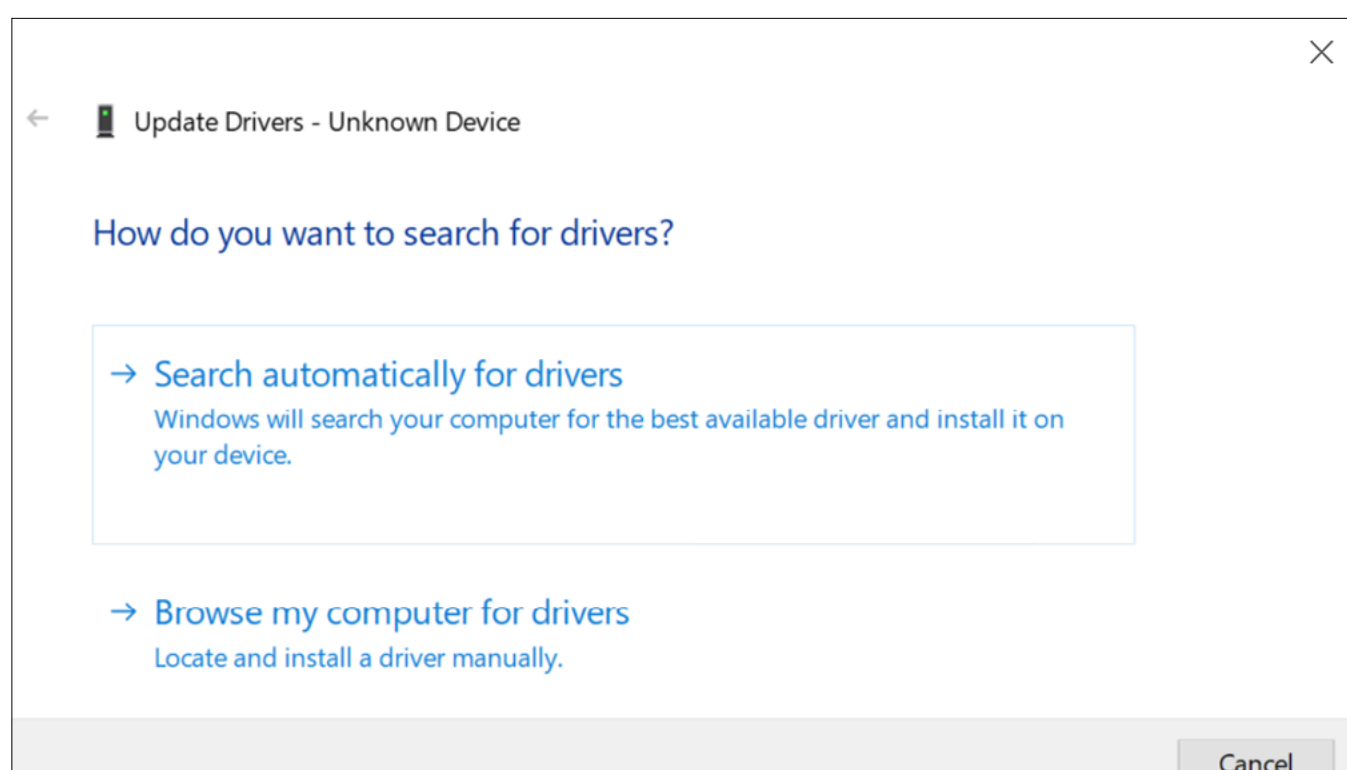 Update Drivers - Unknown Device
How do you want to search for drivers?
Search automatically for drivers
Windows will search your computer for the best available driver and install it on
your device.
Browse my computer for drivers
Locate and install a driver manually.
Cancel